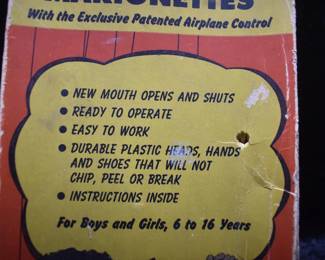 MARIONETTES
With the Exclusive Patented Airplane Control
• NEW MOUTH OPENS AND SHUTS
• READY TO OPERATE
• EASY TO WORK
• DURABLE PLASTIC HEADS, HANDS
AND SHOES THAT WILL NOT
CHIP, PEEL OR BREAK
• INSTRUCTIONS INSIDE
For Boys and Girls, 6 to 16 Years